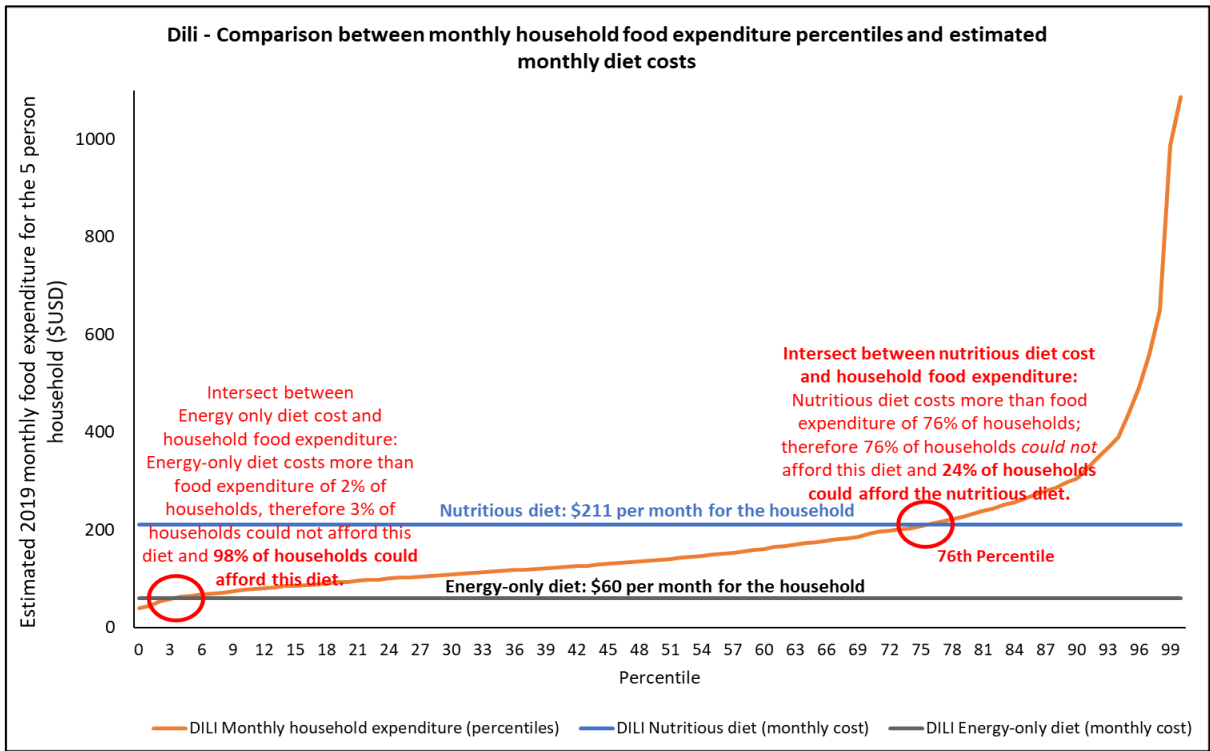 Dili - Comparison between monthly household food expenditure percentiles and estimated
monthly diet costs
Estimated 2019 monthly food expenditure for the 5 person
household ($USD)
1000
800
600
400
200
0
Intersect between
Energy only diet cost and
household food expenditure:
Energy-only diet costs more than
food expenditure of 2% of
households, therefore 3% of
households could not afford this
diet and 98% of households could
afford this diet.
Intersect between nutritious diet cost
and household food expenditure:
Nutritious diet costs more than food
expenditure of 76% of households;
therefore 76% of households could not
afford this diet and 24% of households
could afford the nutritious diet.
Nutritious diet: $211 per month for the household
76th Percentile
Energy-only diet: $60 per month for the household
0 3 6 9 12 15 18 21 24 27 30 33 36 39 42 45 48 51 54 57 60 63 66 69 72 75 78 81 84 87 90 93 96 99
Percentile
DILI Monthly household expenditure (percentiles) DILI Nutritious diet (monthly cost) DILI Energy-only diet (monthly cost)